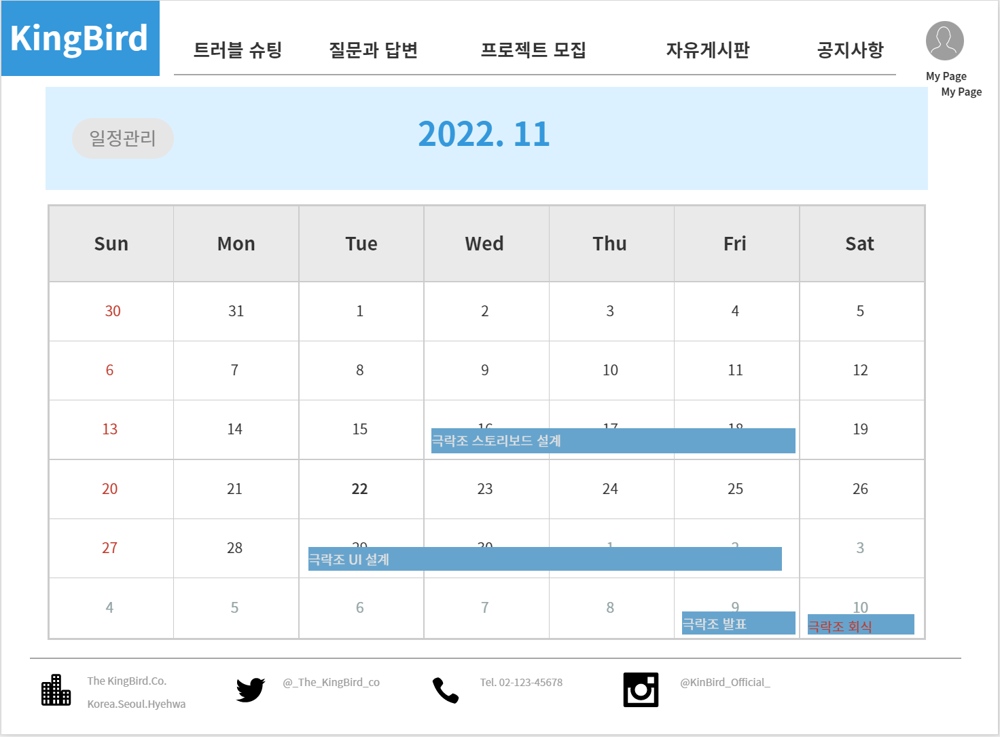 KingBird
트러블 슈팅 질문과 답변 프로젝트 모집 자유게시판 공지사항
My Page
My Page
일정관리
2022. 11
Sun Mon Tue Wed Thu Fri Sat
30 31 1 2 3 4 5
6 7 8 9 10 11 12
13 14 15 16 17 18 19
극락조 스토리보드 설계
20 21 22 23 24 25 26
27 28 29 30 1 2 3
극락조 UI 설계
4 5 6 7 8 9 10
극락조 발표 극락조 회식
The KingBird.Co.
Korea.Seoul.Hyehwa
@_The_KingBird_co
Tel. 02-123-45678
@KinBird_Official_